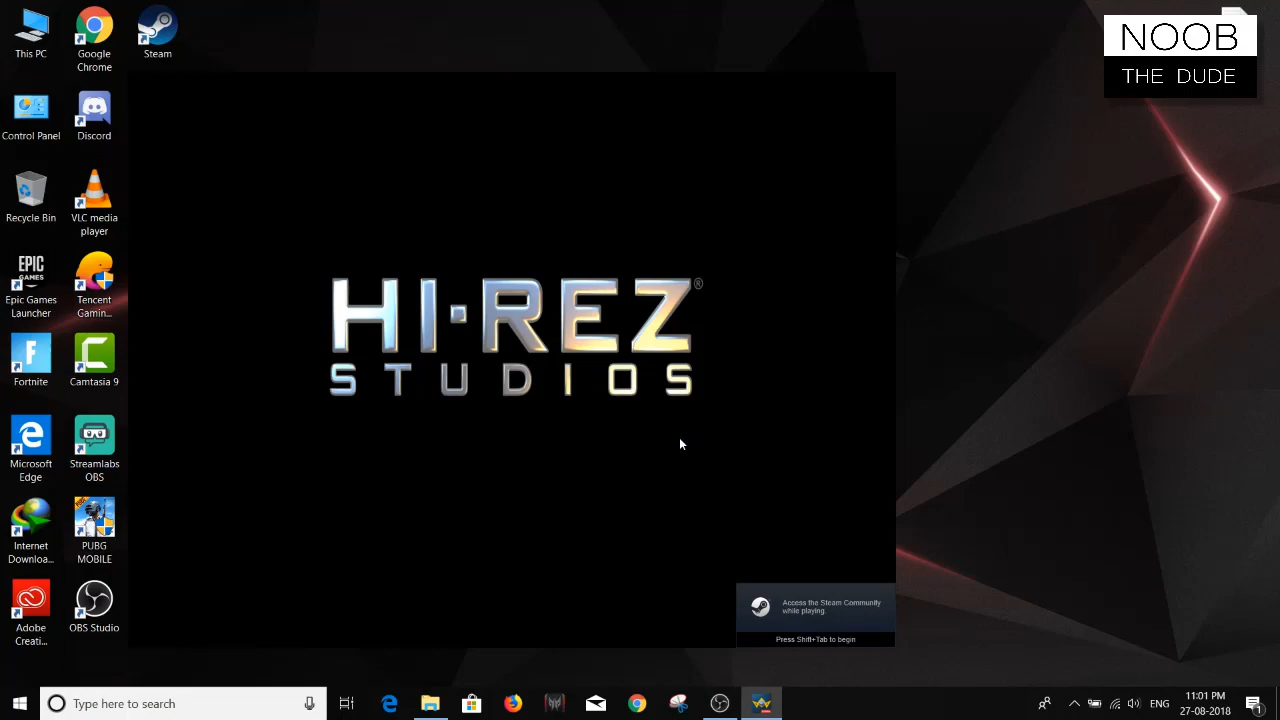 This PC
Google
Chrome
Steam
Control Panel
Discord
Recycle Bin
VLC media
player
EPIC
GAMES
Epic Games
Launcher
Tencent
Gamin...
Fortnite
Camtasia 9
Microsoft
Edge
Streamlabs
OBS
Internet
Downloa...
PUBG
MOBILE
Adobe
Creati...
OBS Studio
NOOB
THE DUDE
HI-REZ®
STUDIOS
Access the Steam Community
while playing.
Press Shift+Tab to begin
Type here to search
ENG
11:01 PM
27-08-2018
1